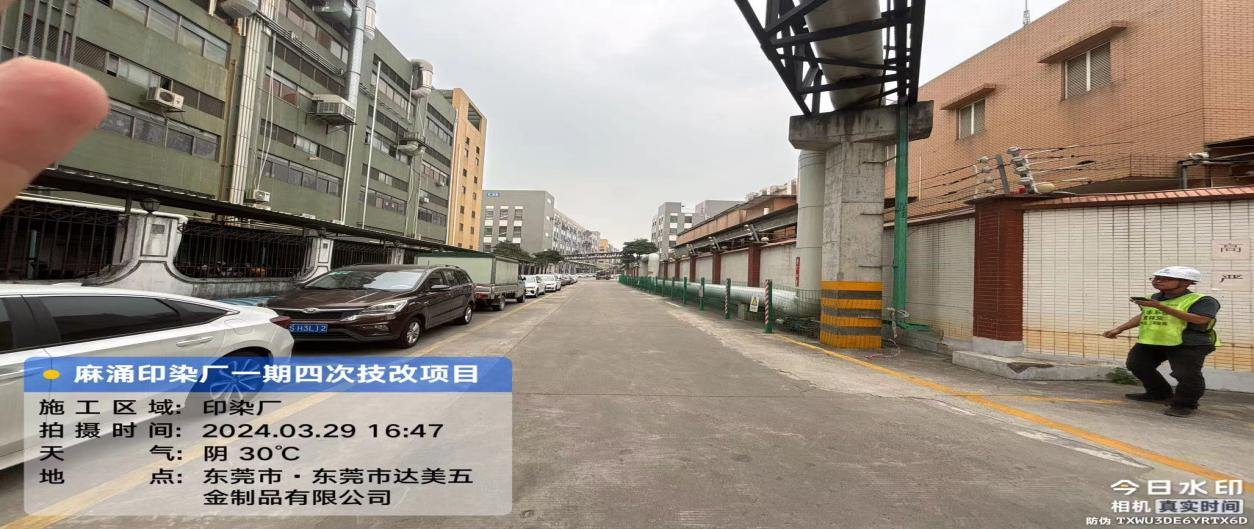 高
严
S H3L12
麻涌印染厂一期四次技改项目
施工区域: 印染厂
拍摄时间: 2024.03.29 16:47
天气: 阴 30℃
地点: 东莞市·东莞市达美五
金制品有限公司
今日水印
相机 真实时间
防伪 TXWU3DE6YRTX6D